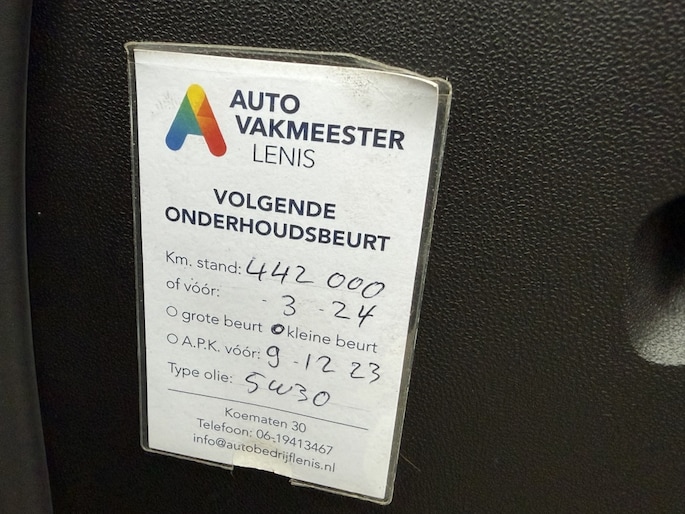 AUTO
VAKMEESTER
LENIS
VOLGENDE
ONDERHOUDSBEURT
Km. stand: 442 000
of vóór: - 3 - 24
O grote beurt O kleine beurt
O A.P.K. vóór: 9 - 12 23
Type olie: 5W30
Koematen 30
Telefoon: 06-19413467
info@autobedrijflenis.nl